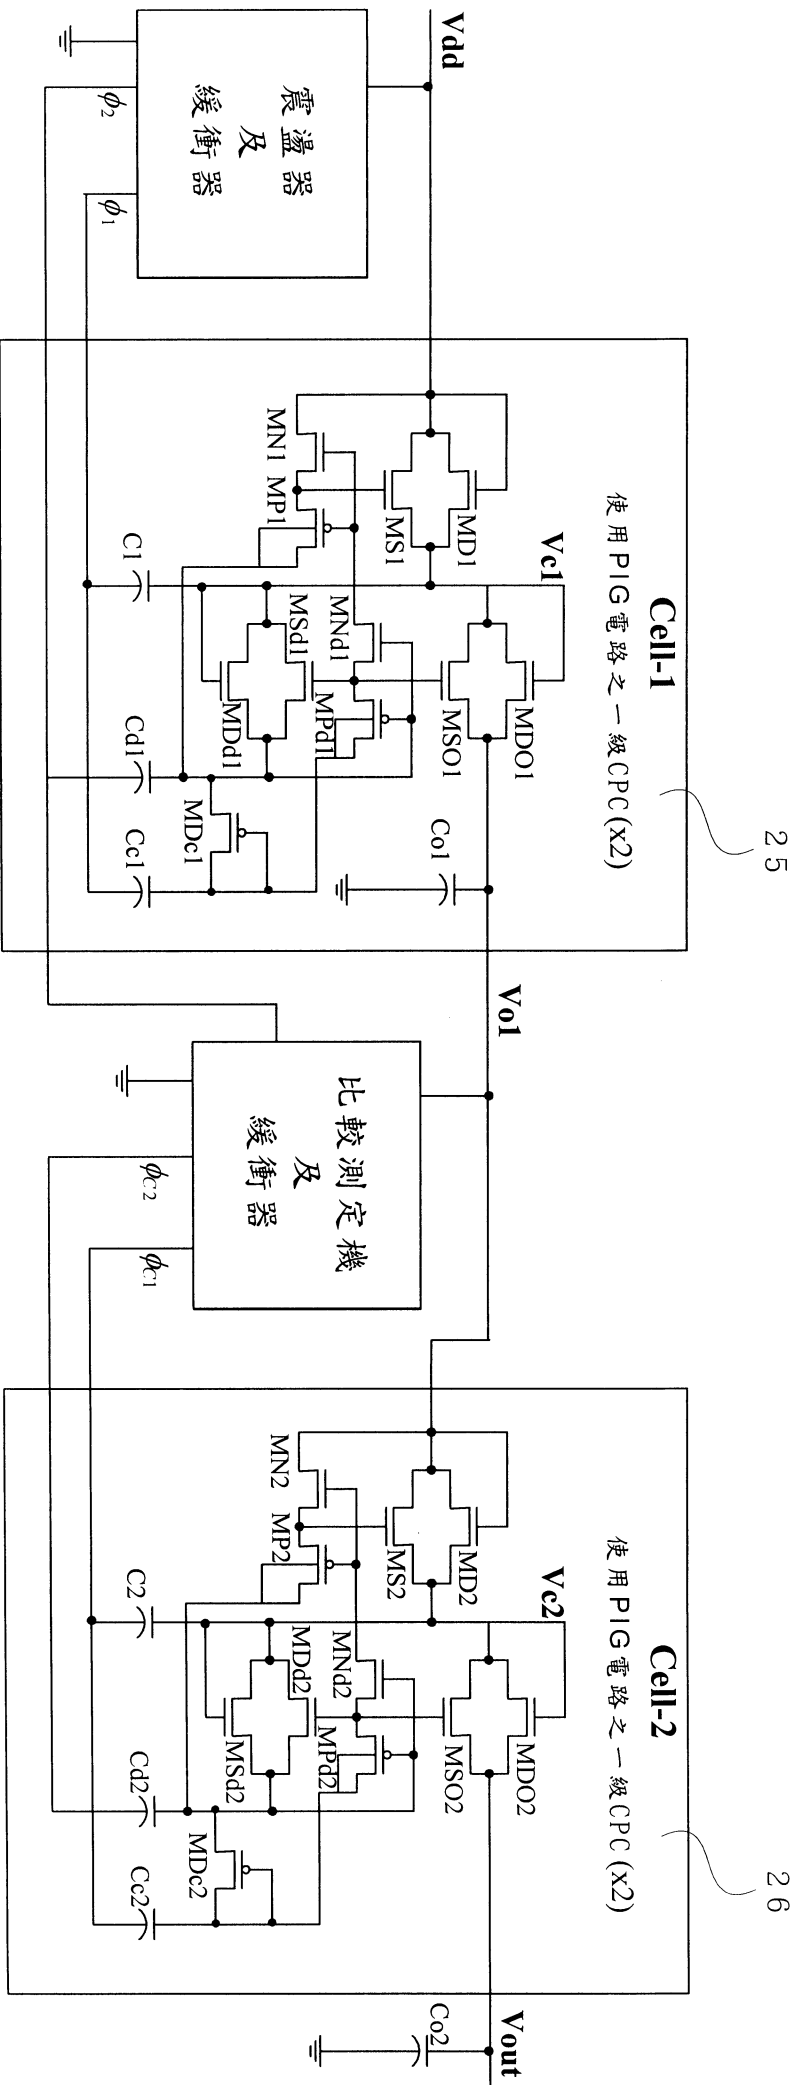 Vdd
震盪器
及
緩衝器
ϕ2
ϕ1
Cell-1
使用PIG電路之一級CPC(x2)
25
Vc1
MD1
MS1
MN1
MP1
MDO1
MSO1
MNd1
MPd1
MSd1
MDd1
MDc1
C1
Cd1
Cc1
Co1
Vo1
比較測定機
及
緩衝器
ϕC2
ϕC1
Cell-2
使用PIG電路之一級CPC(x2)
26
Vc2
MD2
MS2
MN2
MP2
MDO2
MSO2
MNd2
MPd2
MDd2
MSd2
MDc2
C2
Cd2
Cc2
Vout
Co2